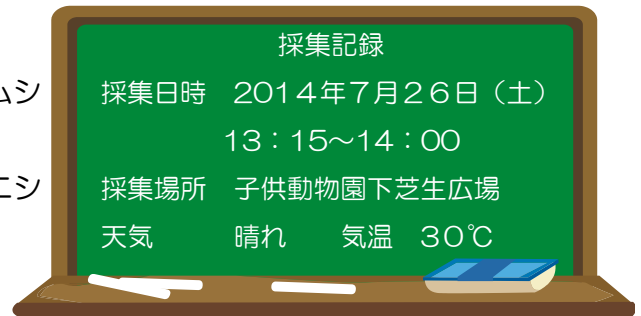 採集記録
ムシ
採集日時 2014年7月26日(土)
13:15~14:00
ニシ
採集場所 子供動物園下芝生広場
天気 晴れ 気温 30℃